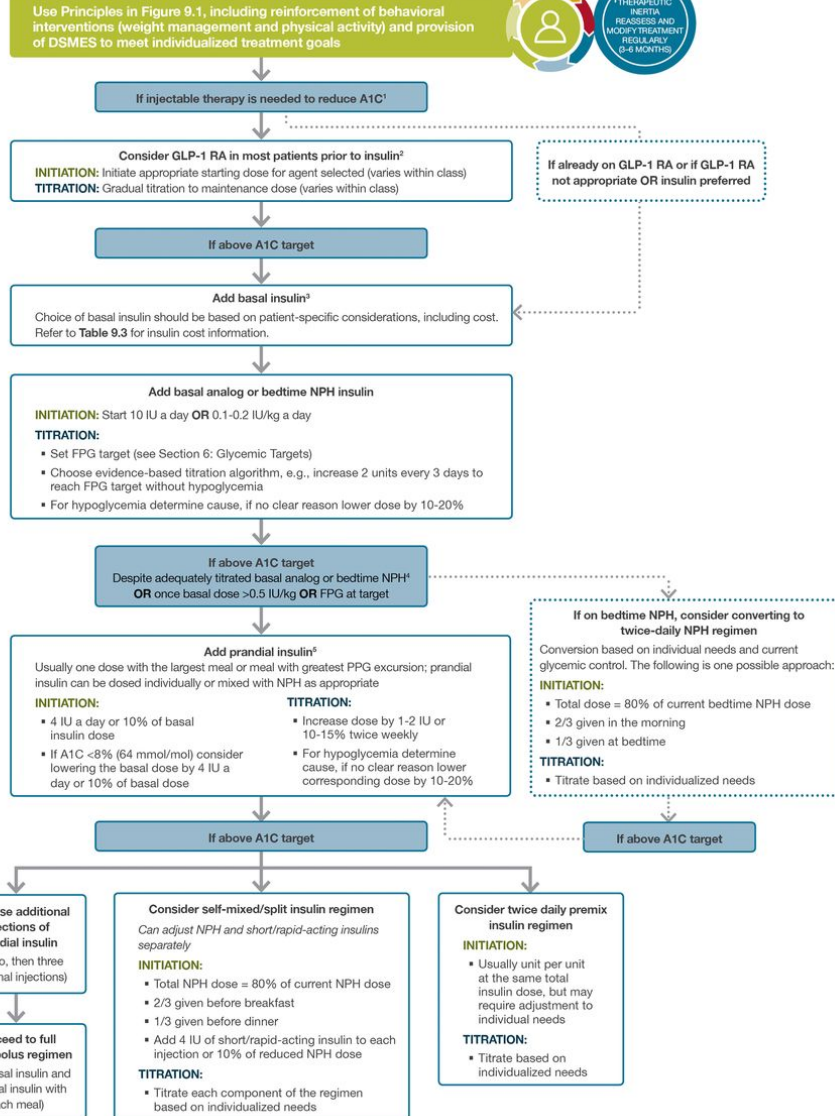 Use Principles in Figure 9.1, including reinforcement of behavioral
interventions (weight management and physical activity) and provision
of DSMES to meet individualized treatment goals
THERAPEUTIC
INERTIA
REASSESS AND
MODIFY TREATMENT
REGULARLY
(3-6 MONTHS)
If injectable therapy is needed to reduce A1C¹
Consider GLP-1 RA in most patients prior to insulin²
INITIATION: Initiate appropriate starting dose for agent selected (varies within class)
TITRATION: Gradual titration to maintenance dose (varies within class)
If already on GLP-1 RA or if GLP-1 RA
not appropriate OR insulin preferred
If above A1C target
Add basal insulin³
Choice of basal insulin should be based on patient-specific considerations, including cost.
Refer to Table 9.3 for insulin cost information.
Add basal analog or bedtime NPH insulin
INITIATION: Start 10 IU a day OR 0.1-0.2 IU/kg a day
TITRATION:
▪ Set FPG target (see Section 6: Glycemic Targets)
▪ Choose evidence-based titration algorithm, e.g., increase 2 units every 3 days to
reach FPG target without hypoglycemia
▪ For hypoglycemia determine cause, if no clear reason lower dose by 10-20%
If above A1C target
Despite adequately titrated basal analog or bedtime NPH⁴
OR once basal dose >0.5 IU/kg OR FPG at target
If on bedtime NPH, consider converting to
twice-daily NPH regimen
Conversion based on individual needs and current
glycemic control. The following is one possible approach:
INITIATION:
▪ Total dose = 80% of current bedtime NPH dose
▪ 2/3 given in the morning
▪ 1/3 given at bedtime
TITRATION:
▪ Titrate based on individualized needs
Add prandial insulin⁵
Usually one dose with the largest meal or meal with greatest PPG excursion; prandial
insulin can be dosed individually or mixed with NPH as appropriate
INITIATION:
▪ 4 IU a day or 10% of basal
insulin dose
▪ If A1C <8% (64 mmol/mol) consider
lowering the basal dose by 4 IU a
day or 10% of basal dose
TITRATION:
▪ Increase dose by 1-2 IU or
10-15% twice weekly
▪ For hypoglycemia determine
cause, if no clear reason lower
corresponding dose by 10-20%
If above A1C target
If above A1C target
additional
of
insulin
then three
injections)
to full
regimen
insulin and
insulin with
meal)
Consider self-mixed/split insulin regimen
Can adjust NPH and short/rapid-acting insulins
separately
INITIATION:
▪ Total NPH dose = 80% of current NPH dose
▪ 2/3 given before breakfast
▪ 1/3 given before dinner
▪ Add 4 IU of short/rapid-acting insulin to each
injection or 10% of reduced NPH dose
TITRATION:
▪ Titrate each component of the regimen
based on individualized needs
Consider twice daily premix
insulin regimen
INITIATION:
▪ Usually unit per unit
at the same total
insulin dose, but may
require adjustment to
individual needs
TITRATION:
▪ Titrate based on
individualized needs